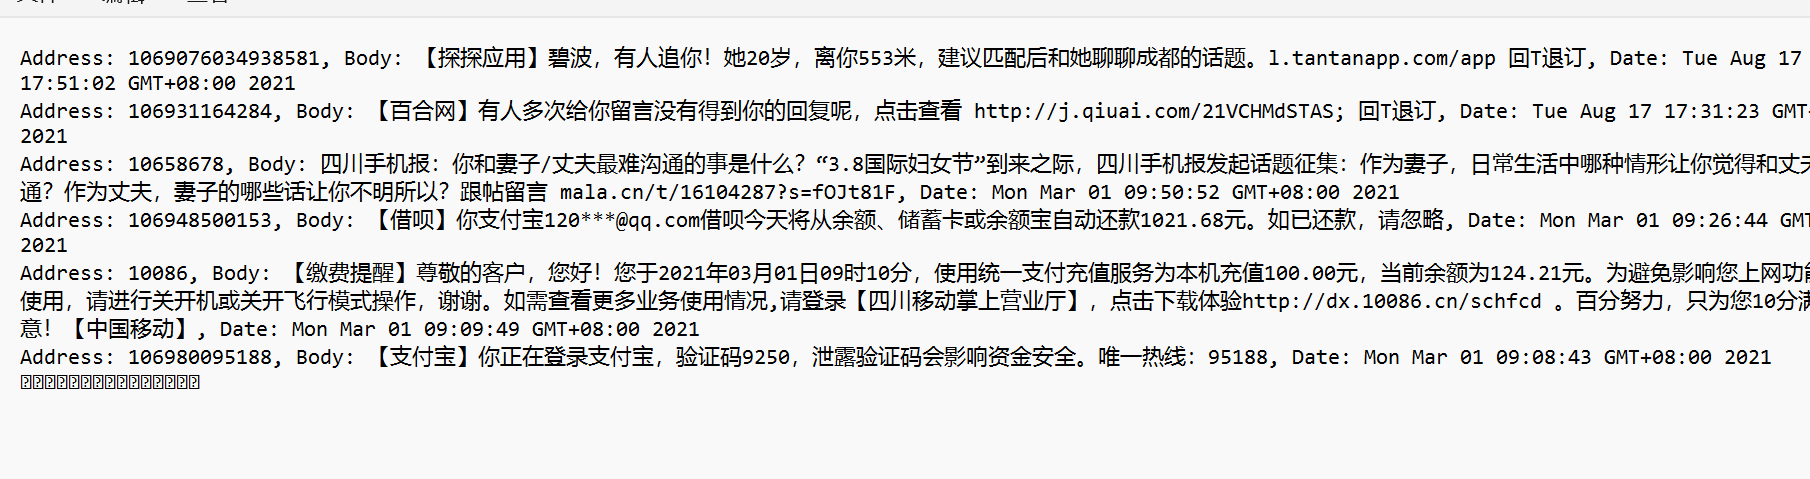 Address: 1069076034938581, Body: 【探探应用】碧波，有人追你！她20岁，离你553米，建议匹配后和她聊聊成都的话题。l.tantanapp.com/app 回T退订, Date: Tue Aug 17
17:51:02 GMT+08:00 2021
Address: 106931164284, Body: 【百合网】有人多次给你留言没有得到你的回复呢，点击查看 http://j.qiuai.com/21VCHMdSTAS; 回T退订, Date: Tue Aug 17 17:31:23 GMT+
2021
Address: 10658678, Body: 四川手机报：你和妻子/丈夫最难沟通的事是什么？“3.8国际妇女节”到来之际，四川手机报发起话题征集：作为妻子，日常生活中哪种情形让你觉得和丈夫
通？作为丈夫，妻子的哪些话让你不明所以？跟帖留言 mala.cn/t/16104287?s=fOJt81F, Date: Mon Mar 01 09:50:52 GMT+08:00 2021
Address: 106948500153, Body: 【借呗】你支付宝120***@qq.com借呗今天将从余额、储蓄卡或余额宝自动还款1021.68元。如已还款，请忽略, Date: Mon Mar 01 09:26:44 GMT
2021
Address: 10086, Body: 【缴费提醒】尊敬的客户，您好！您于2021年03月01日09时10分，使用统一支付充值服务为本机充值100.00元，当前余额为124.21元。为避免影响您上网功能
使用，请进行关开机或关开飞行模式操作，谢谢。如需查看更多业务使用情况,请登录【四川移动掌上营业厅】，点击下载体验http://dx.10086.cn/schfcd 。百分努力，只为您10分满
意！【中国移动】, Date: Mon Mar 01 09:09:49 GMT+08:00 2021
Address: 106980095188, Body: 【支付宝】你正在登录支付宝，验证码9250，泄露验证码会影响资金安全。唯一热线：95188, Date: Mon Mar 01 09:08:43 GMT+08:00 2021